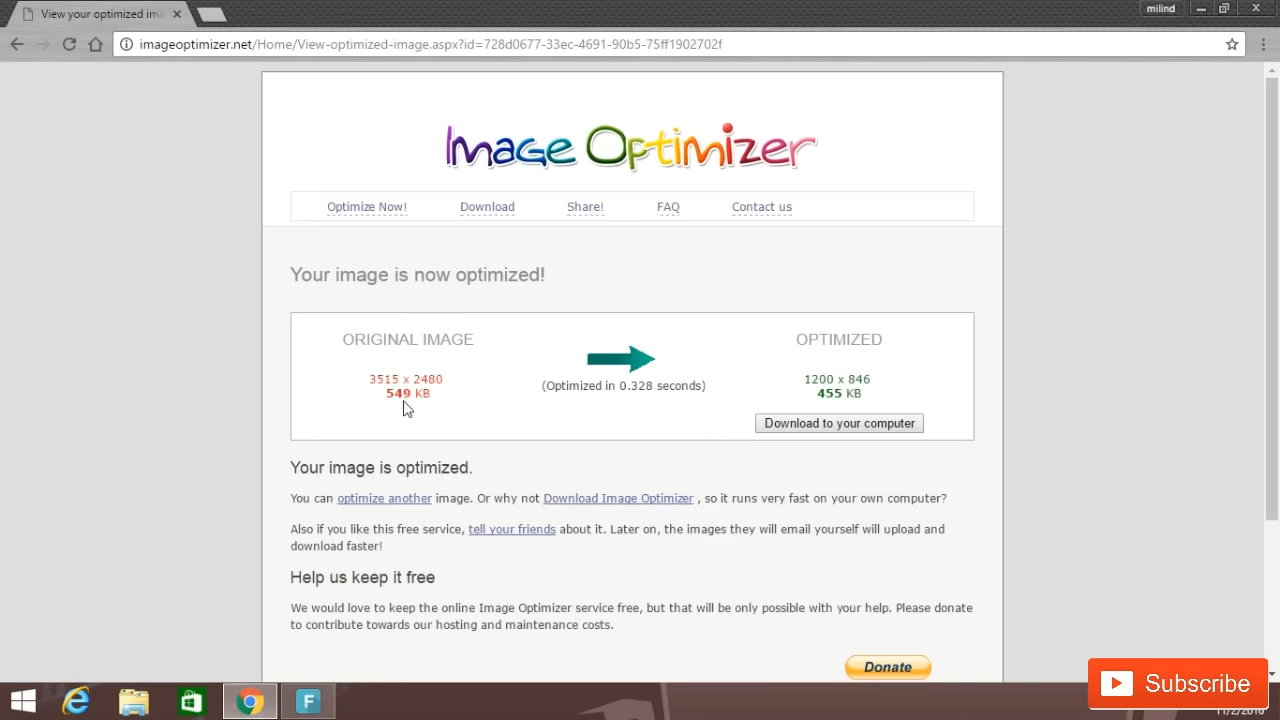 View your optimized ima
milind
imageoptimizer.net/Home/View-optimized-image.aspx?id=728d0677-33ec-4691-90b5-75ff1902702f
Image Optimizer
Optimize Now! Download Share! FAQ Contact us
Your image is now optimized!
ORIGINAL IMAGE
3515 x 2480
549 KB
(Optimized in 0.328 seconds)
OPTIMIZED
1200 x 846
455 KB
Download to your computer
Your image is optimized.
You can optimize another image. Or why not Download Image Optimizer , so it runs very fast on your own computer?
Also if you like this free service, tell your friends about it. Later on, the images they will email yourself will upload and
download faster!
Help us keep it free
We would love to keep the online Image Optimizer service free, but that will be only possible with your help. Please donate
to contribute towards our hosting and maintenance costs.
Donate
Subscribe
F